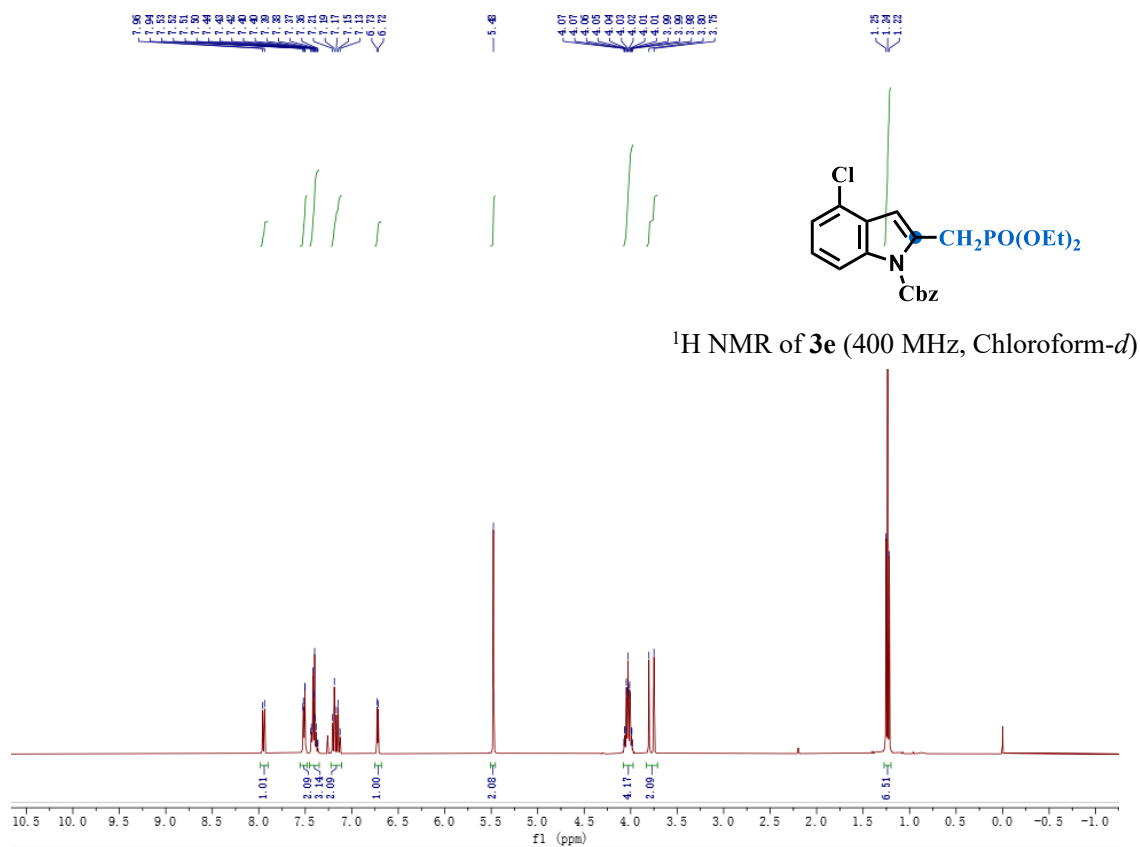 7.96 7.94 7.53 7.52 7.51 7.50 7.44 7.43 7.42 7.40 7.40 7.39 7.38 7.37 7.36 7.21 7.19 7.17 7.15 7.13 6.73 6.72 5.48 4.07 4.07 4.06 4.05 4.04 4.03 4.02 4.01 4.01 3.99 3.99 3.98 3.80 3.75 1.25 1.24 1.22
Cl
CH2PO(OEt)2
N
Cbz
1H NMR of 3e (400 MHz, Chloroform-d)
1.01 2.09 3.14 2.09 1.00 2.08 4.17 2.09 6.51
10.5 10.0 9.5 9.0 8.5 8.0 7.5 7.0 6.5 6.0 5.5 5.0 4.5 4.0 3.5 3.0 2.5 2.0 1.5 1.0 0.5 0.0 -0.5 -1.0
f1 (ppm)